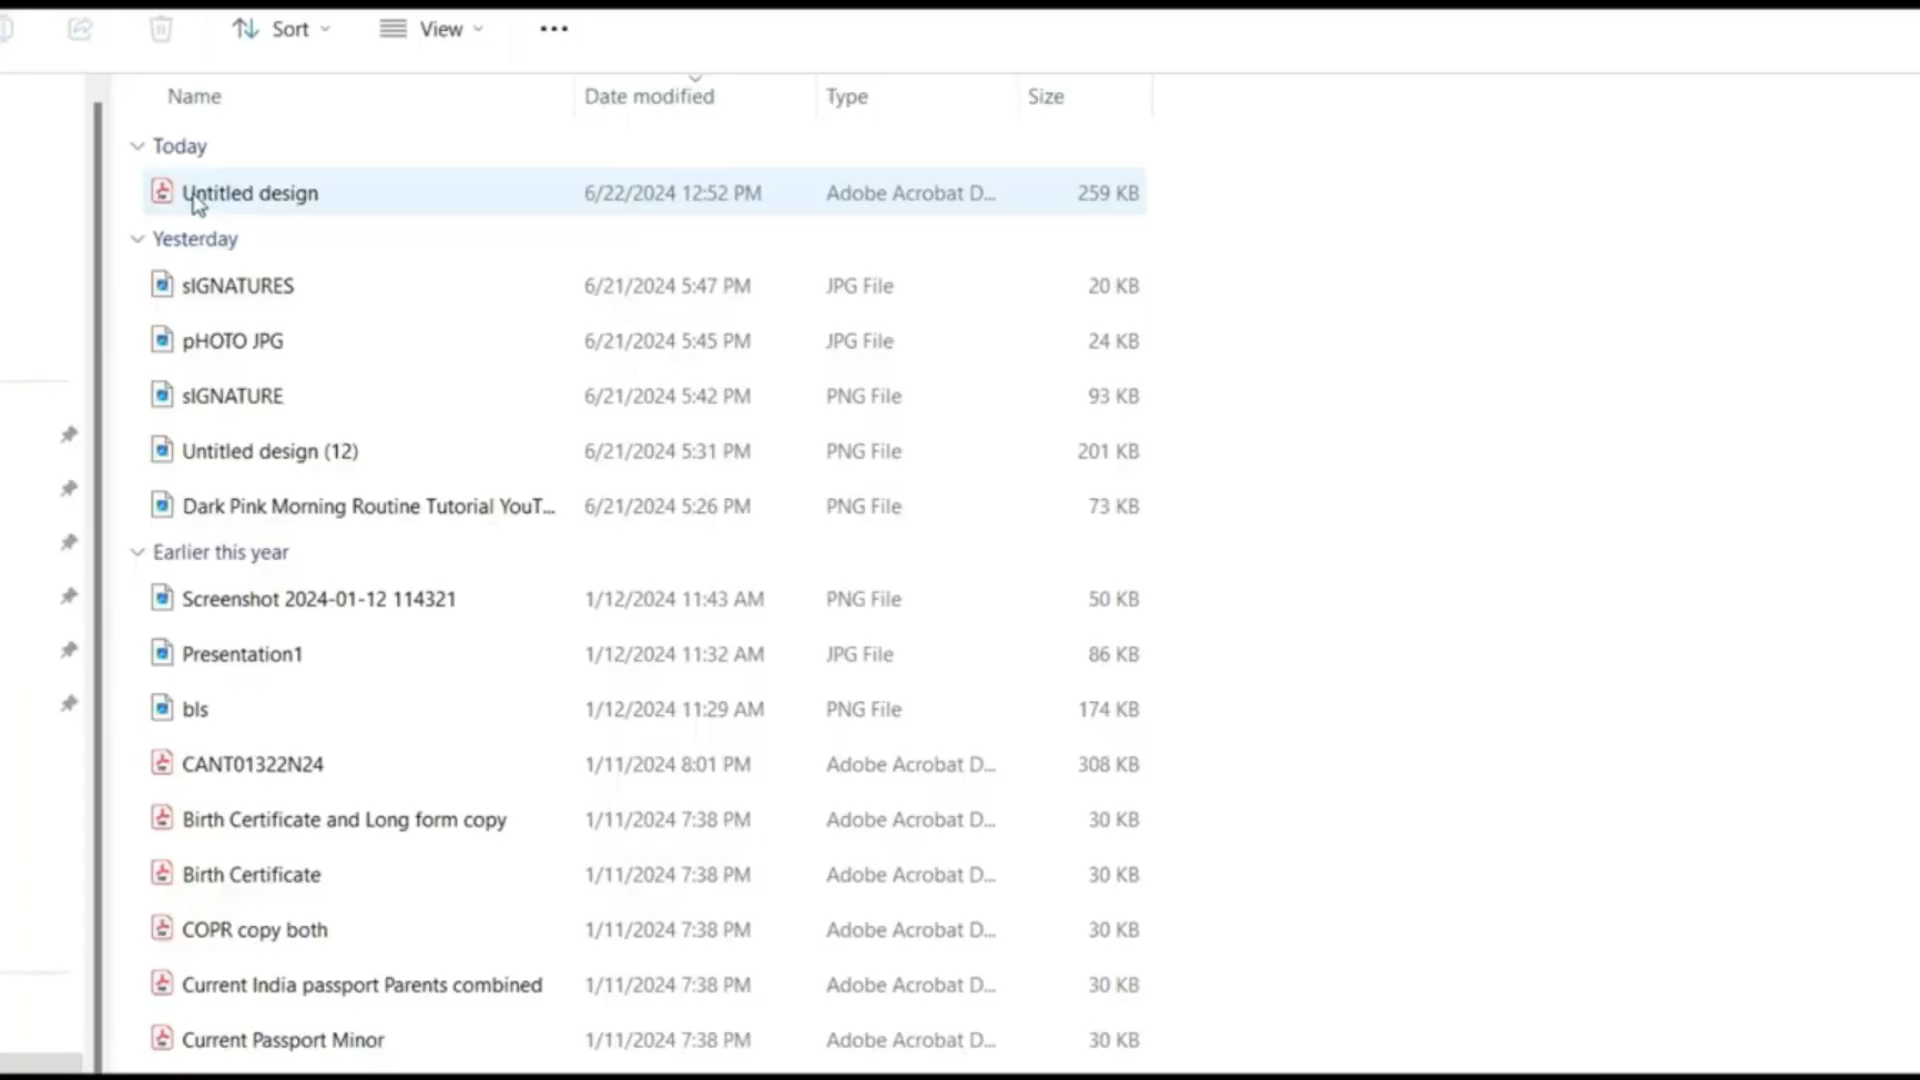 Sort View •••
Name Date modified Type Size
Today
Untitled design 6/22/2024 12:52 PM Adobe Acrobat D... 259 KB
Yesterday
sIGNATURES 6/21/2024 5:47 PM JPG File 20 KB
pHOTO JPG 6/21/2024 5:45 PM JPG File 24 KB
sIGNATURE 6/21/2024 5:42 PM PNG File 93 KB
Untitled design (12) 6/21/2024 5:31 PM PNG File 201 KB
Dark Pink Morning Routine Tutorial YouT... 6/21/2024 5:26 PM PNG File 73 KB
Earlier this year
Screenshot 2024-01-12 114321 1/12/2024 11:43 AM PNG File 50 KB
Presentation1 1/12/2024 11:32 AM JPG File 86 KB
bls 1/12/2024 11:29 AM PNG File 174 KB
CANT01322N24 1/11/2024 8:01 PM Adobe Acrobat D... 308 KB
Birth Certificate and Long form copy 1/11/2024 7:38 PM Adobe Acrobat D... 30 KB
Birth Certificate 1/11/2024 7:38 PM Adobe Acrobat D... 30 KB
COPR copy both 1/11/2024 7:38 PM Adobe Acrobat D... 30 KB
Current India passport Parents combined 1/11/2024 7:38 PM Adobe Acrobat D... 30 KB
Current Passport Minor 1/11/2024 7:38 PM Adobe Acrobat D... 30 KB